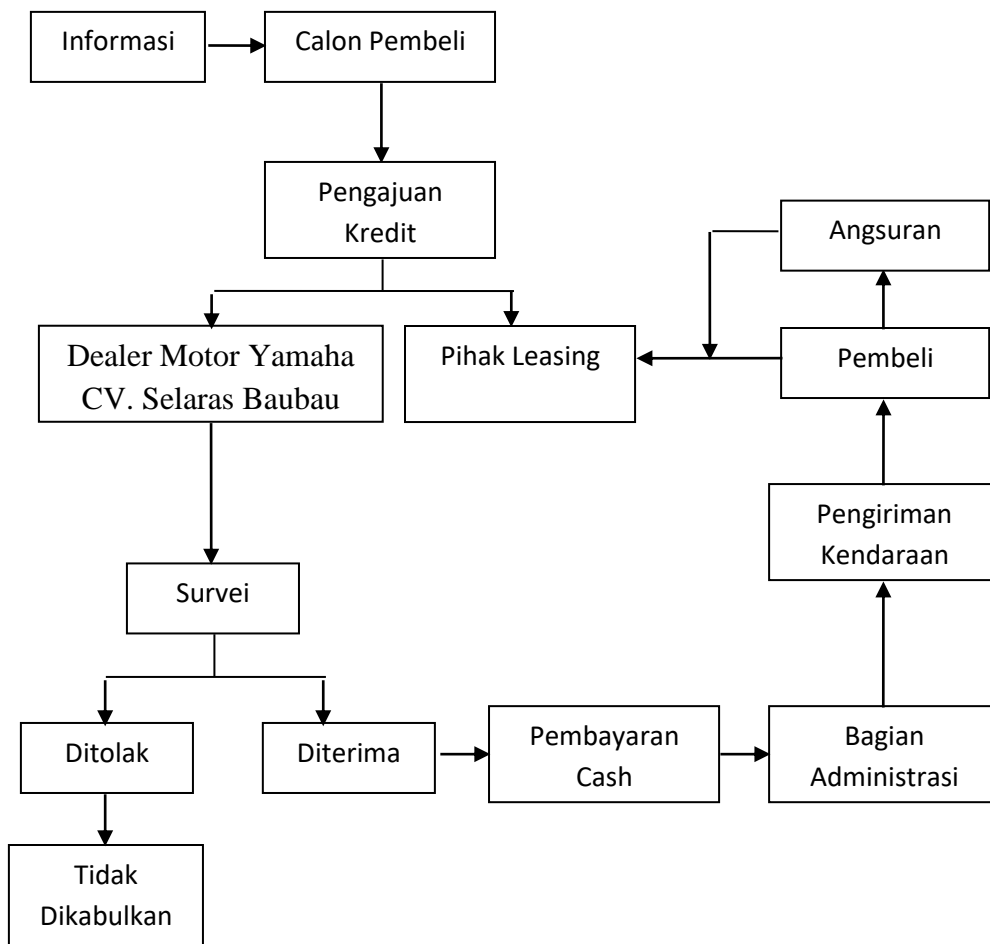 Informasi
Calon Pembeli
Pengajuan
Kredit
Angsuran
Dealer Motor Yamaha
CV. Selaras Baubau
Pihak Leasing
Pembeli
Pengiriman
Kendaraan
Survei
Ditolak
Diterima
Pembayaran
Cash
Bagian
Administrasi
Tidak
Dikabulkan